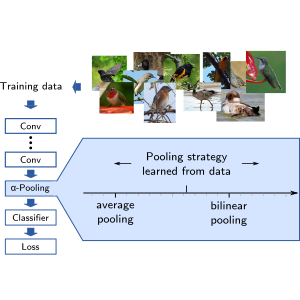 Training data
Conv
Conv
α-Pooling
Classifier
Loss
Pooling strategy
learned from data
average
pooling
bilinear
pooling